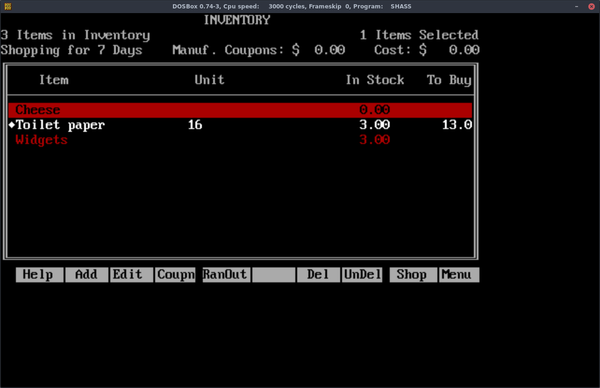 DOSBox 0.74-3, Cpu speed: 3000 cycles, Frameskip 0, Program: SHASS
INVENTORY
3 Items in Inventory 1 Items Selected
Shopping for 7 Days Manuf. Coupons: $ 0.00 Cost: $ 0.00
Item Unit In Stock To Buy
Cheese 0.00
♦Toilet paper 16 3.00 13.0
Widgets 3.00
Help Add Edit Coupn RanOut Del UnDel Shop Menu